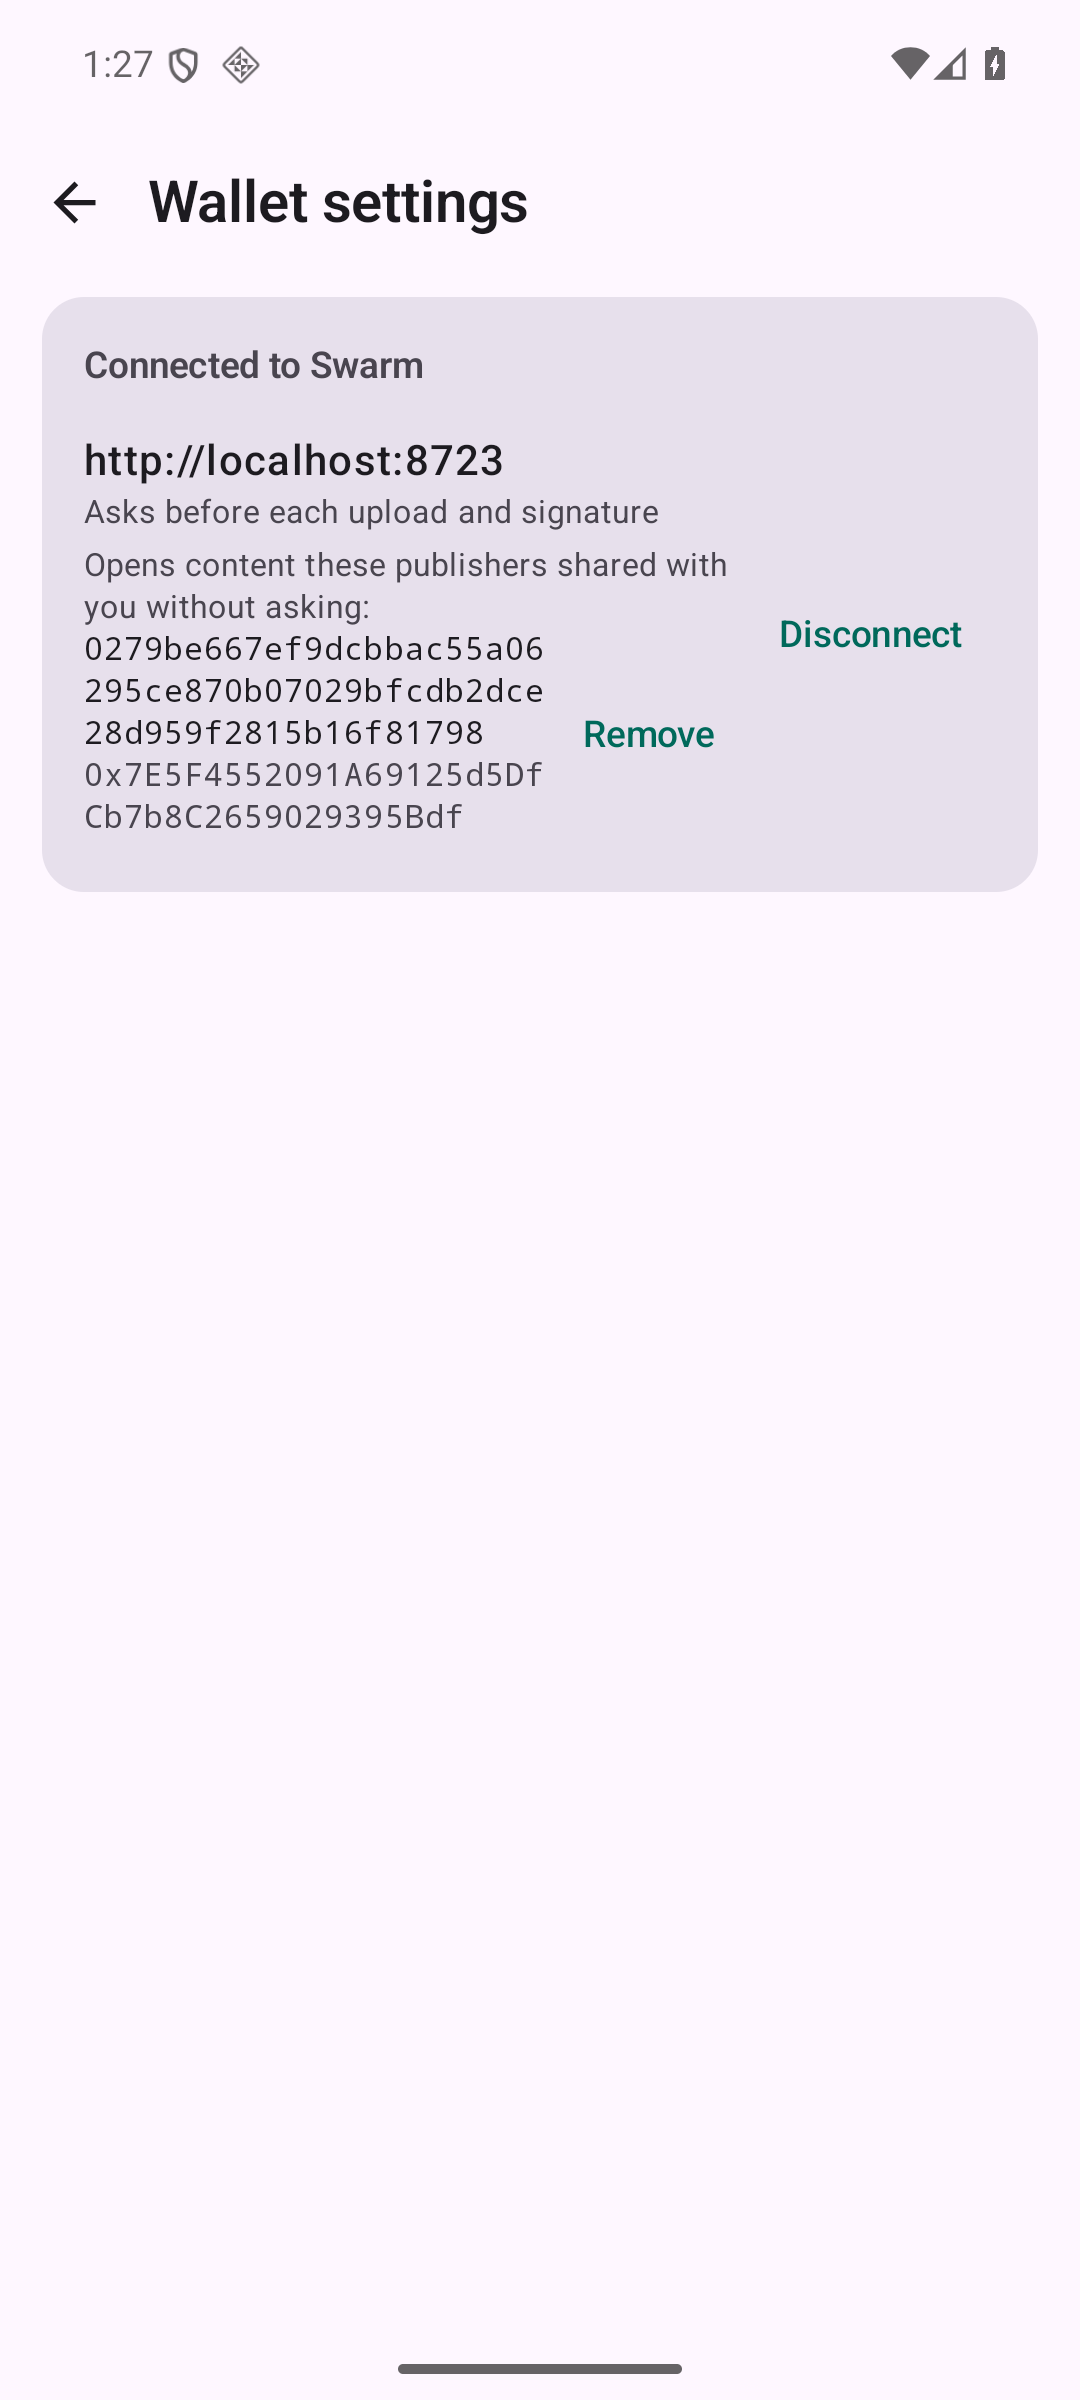 1:27
Wallet settings
Connected to Swarm
http://localhost:8723
Asks before each upload and signature
Opens content these publishers shared with
you without asking:
0279be667ef9dcbbac55a06
295ce870b07029bfcdb2dce
28d959f2815b16f81798
0x7E5F4552091A69125d5Df
Cb7b8C2659029395Bdf
Remove
Disconnect